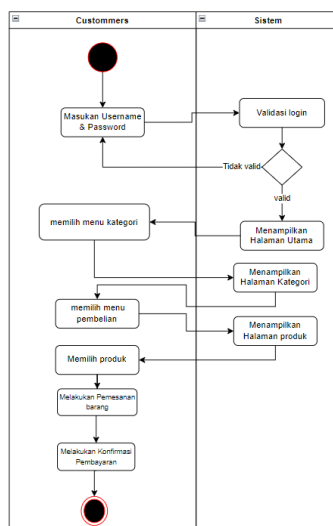 Custommers
Sistem
Masukan Username
& Password
Validasi login
Tidak valid
valid
Menampilkan
Halaman Utama
memilih menu kategori
Menampilkan
Halaman Kategori
memilih menu
pembelian
Menampilkan
Halaman produk
Memilih produk
Melakukan Pemesanan
barang
Melakukan Konfirmasi
Pembayaran